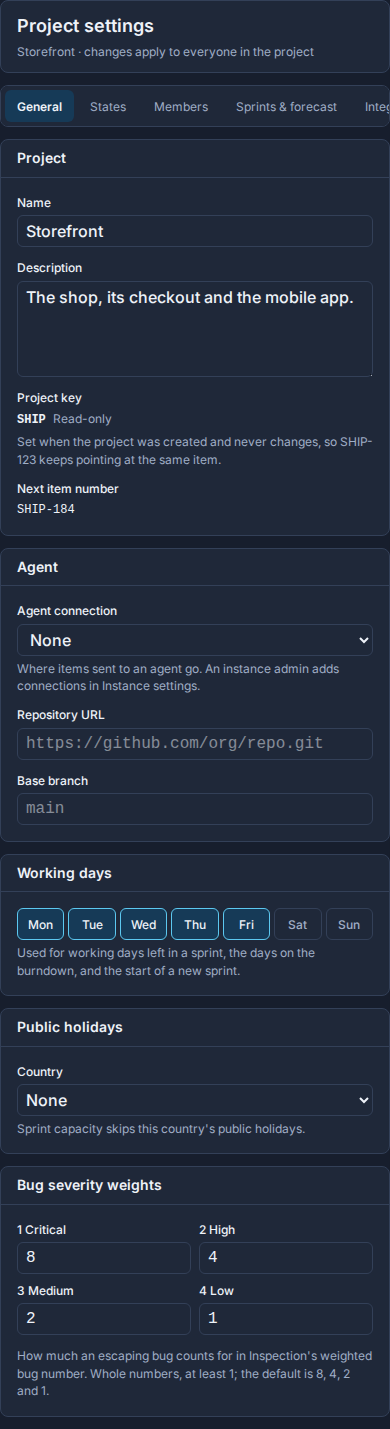 Project settings
Storefront · changes apply to everyone in the project
General
States
Members
Sprints & forecast
Integ
Project
Name
Storefront
Description
The shop, its checkout and the mobile app.
Project key
SHIP Read-only
Set when the project was created and never changes, so SHIP-
123 keeps pointing at the same item.
Next item number
SHIP-184
Agent
Agent connection
None
Where items sent to an agent go. An instance admin adds
connections in Instance settings.
Repository URL
https://github.com/org/repo.git
Base branch
main
Working days
Mon
Tue
Wed
Thu
Fri
Sat
Sun
Used for working days left in a sprint, the days on the
burndown, and the start of a new sprint.
Public holidays
Country
None
Sprint capacity skips this country's public holidays.
Bug severity weights
1 Critical
2 High
8
4
3 Medium
4 Low
2
1
How much an escaping bug counts for in Inspection's weighted
bug number. Whole numbers, at least 1; the default is 8, 4, 2
and 1.